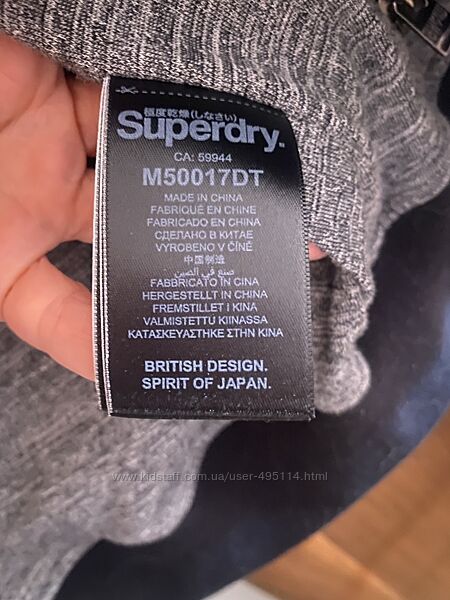 極度乾燥(しなさい)
Superdry.
CA: 59944
M50017DT
MADE IN CHINA
FABRIQUÉ EN CHINE
FABRICADO EN CHINA
СДЕЛАНО В КИТАЕ
VYROBENO V ČÍNĚ
中国制造
صنع في الصين
FABBRICATO IN CINA
HERGESTELLT IN CHINA
FREMSTILLET I KINA
VALMISTETTU KIINASSA
ΚΑΤΑΣΚΕΥΑΣΤΗΚΕ ΣΤΗΝ ΚΙΝΑ
BRITISH DESIGN.
SPIRIT OF JAPAN.
www.kidstaff.com.ua/user-495114.html